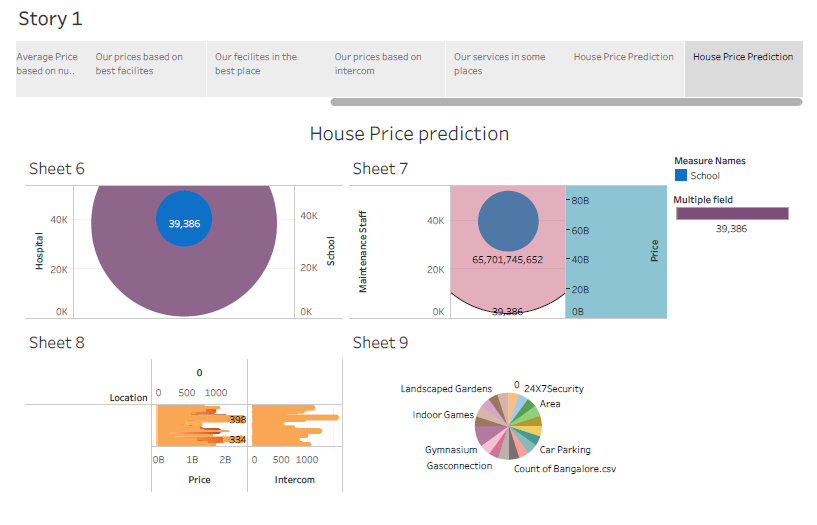 Story 1
Average Price
based on nu..
Our prices based on
best facilites
Our fecilites in the
best place
Our prices based on
intercom
Our services in some
places
House Price Prediction
House Price Prediction
House Price prediction
Sheet 6
Hospital
40K
20K
0K
39,386
40K
20K
0K
School
Sheet 7
Maintenance Staff
40K
20K
0K
65,701,745,652
39,386
80B
60B
40B
20B
0B
Price
Measure Names
School
Multiple field
39,386
Sheet 8
0
Location
0 500 1000
398
334
0B 1B 2B
0 500 1000
Price
Intercom
Sheet 9
0
24X7Security
Landscaped Gardens
Area
Indoor Games
Car Parking
Gymnasium
Gasconnection
Count of Bangalore.csv